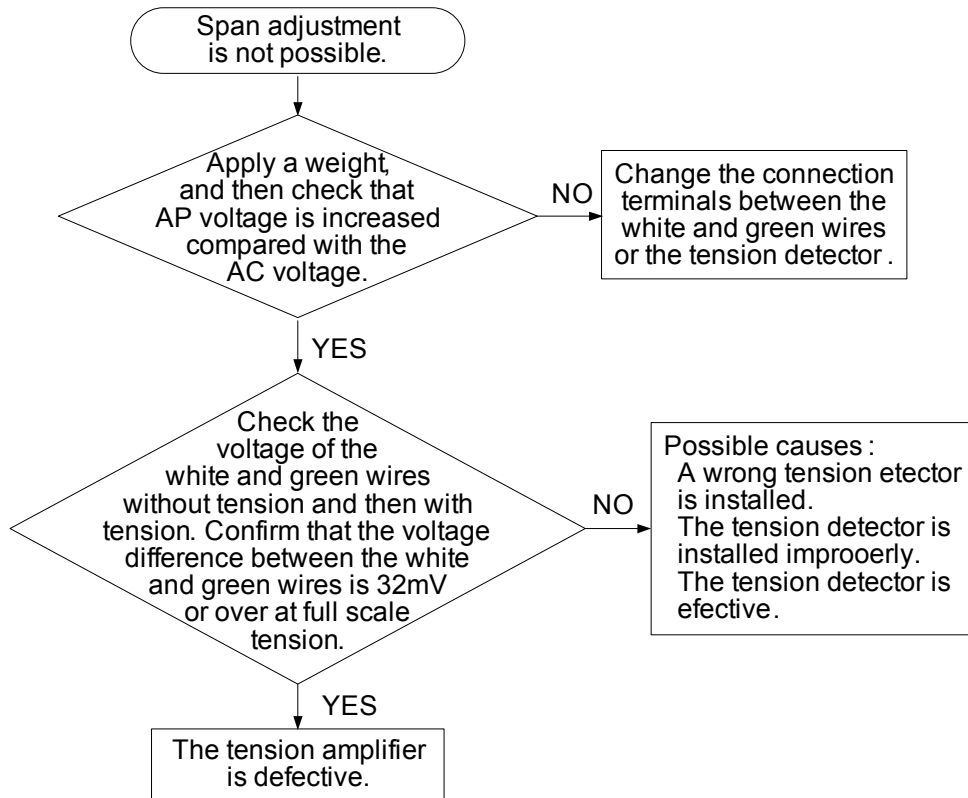 Span adjustment
is not possible.
Apply a weight,
and then check that
AP voltage is increased
compared with the
AC voltage.
NO
Change the connection
terminals between the
white and green wires
or the tension detector .
YES
Check the
voltage of the
white and green wires
without tension and then with
tension. Confirm that the voltage
difference between the white
and green wires is 32mV
or over at full scale
tension.
NO
Possible causes :
A wrong tension etector
is installed.
The tension detector is
installed improoerly.
The tension detector is
efective.
YES
The tension amplifier
is defective.